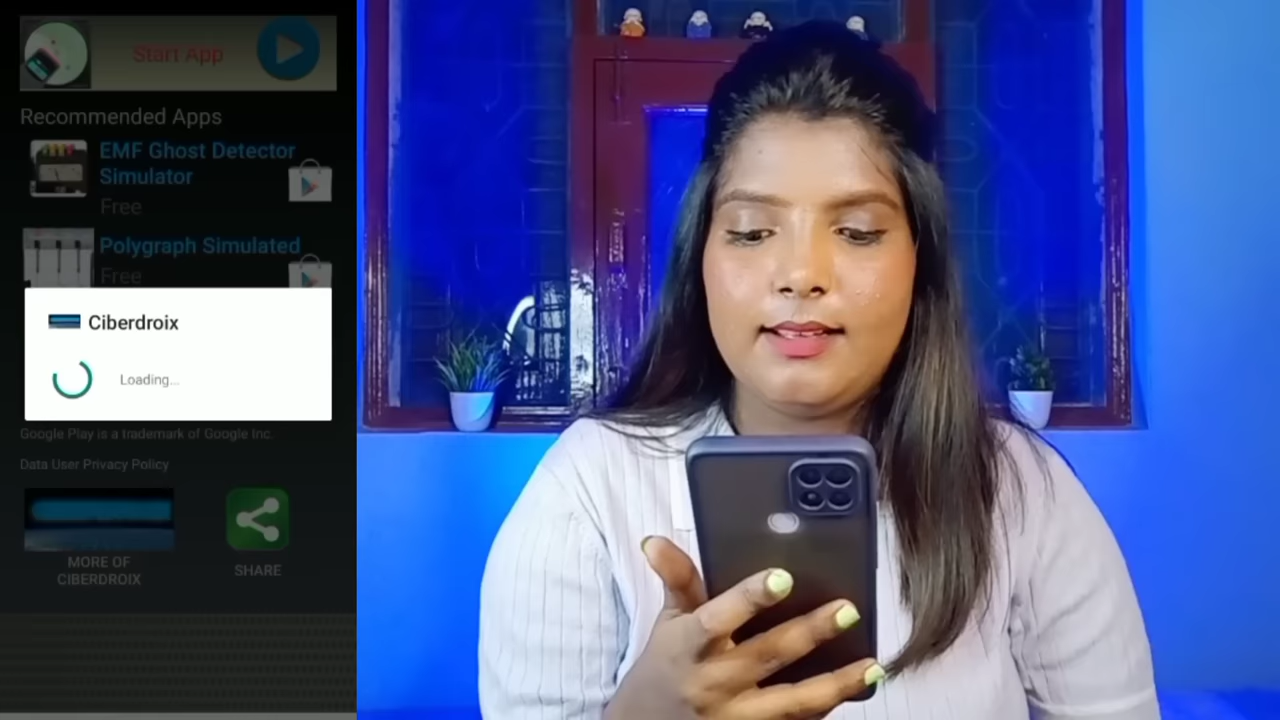 Start App
Recommended Apps
EMF Ghost Detector
Simulator
Free
Polygraph Simulated
Free
Ciberdroix
Loading...
Google Play is a trademark of Google Inc.
Data User Privacy Policy
MORE OF
CIBERDROIX
SHARE